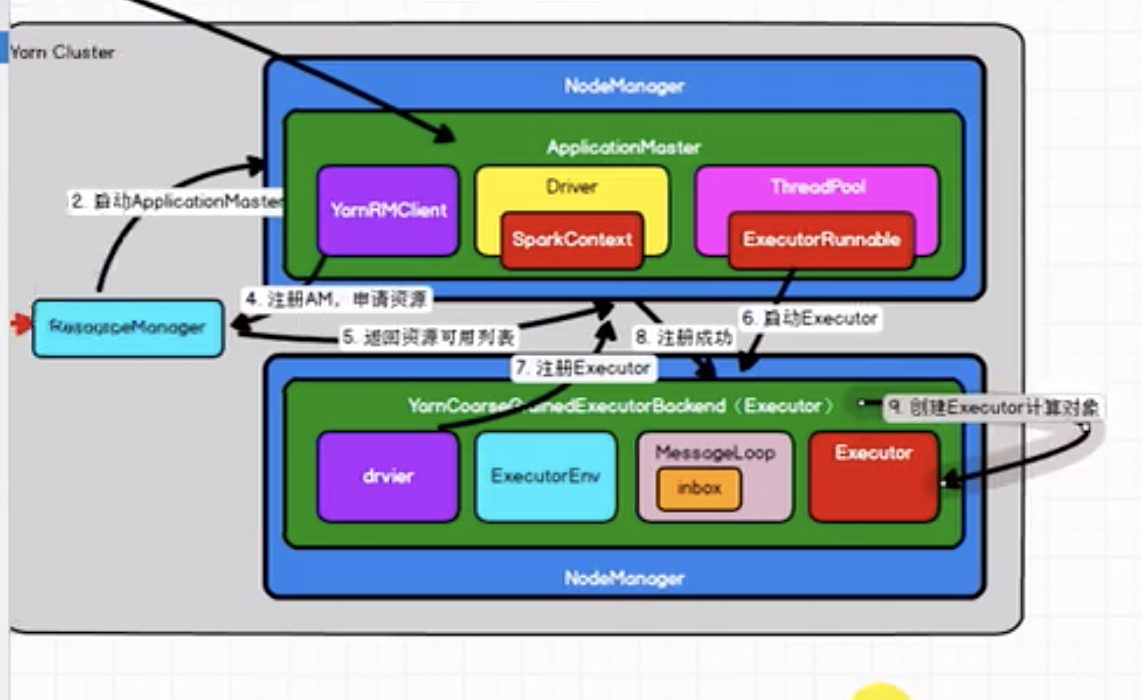 Yarn Cluster
NodeManager
ApplicationMaster
YarnRMClient
Driver
SparkContext
ThreadPool
ExecutorRunnable
2. 启动ApplicationMaster
ResourceManager
4. 注册AM，申请资源
5. 返回资源可用列表
6. 启动Executor
8. 注册成功
7. 注册Executor
YarnCoarseGrainedExecutorBackend（Executor）
9. 创建Executor计算对象
drvier
ExecutorEnv
MessageLoop
inbox
Executor
NodeManager